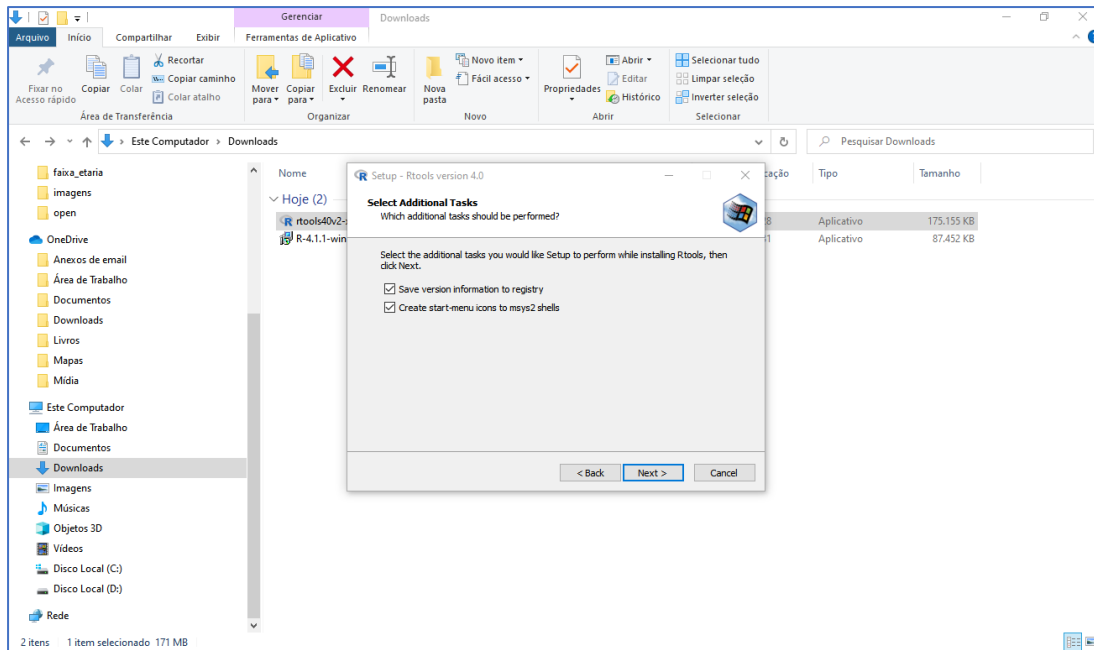 Gerenciar
Downloads
Arquivo Início Compartilhar Exibir Ferramentas de Aplicativo
Fixar no Acesso rápido
Copiar
Colar
Recortar
Copiar caminho
Colar atalho
Área de Transferência
Mover para
Copiar para
Excluir
Renomear
Organizar
Nova pasta
Novo item
Fácil acesso
Novo
Propriedades
Abrir
Editar
Histórico
Abrir
Selecionar tudo
Limpar seleção
Inverter seleção
Selecionar
Este Computador > Downloads
Pesquisar Downloads
faixa_etaria
imagens
open
OneDrive
Anexos de email
Área de Trabalho
Documentos
Downloads
Livros
Mapas
Mídia
Este Computador
Área de Trabalho
Documentos
Downloads
Imagens
Músicas
Objetos 3D
Vídeos
Disco Local (C:)
Disco Local (D:)
Rede
Nome Tipo Tamanho
Hoje (2)
rtools40v2- Aplicativo 175.155 KB
R-4.1.1-win Aplicativo 87.452 KB
Setup - Rtools version 4.0
Select Additional Tasks
Which additional tasks should be performed?
Select the additional tasks you would like Setup to perform while installing Rtools, then
click Next.
Save version information to registry
Create start-menu icons to msys2 shells
< Back Next > Cancel
2 itens 1 item selecionado 171 MB